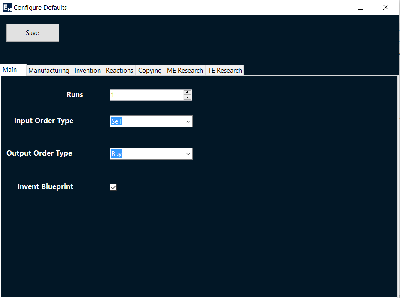 Configure Defaults
Save
Main Manufacturing Invention Reactions Copying ME Research TE Research
Runs
Input Order Type Sell
Output Order Type Buy
Invent Blueprint